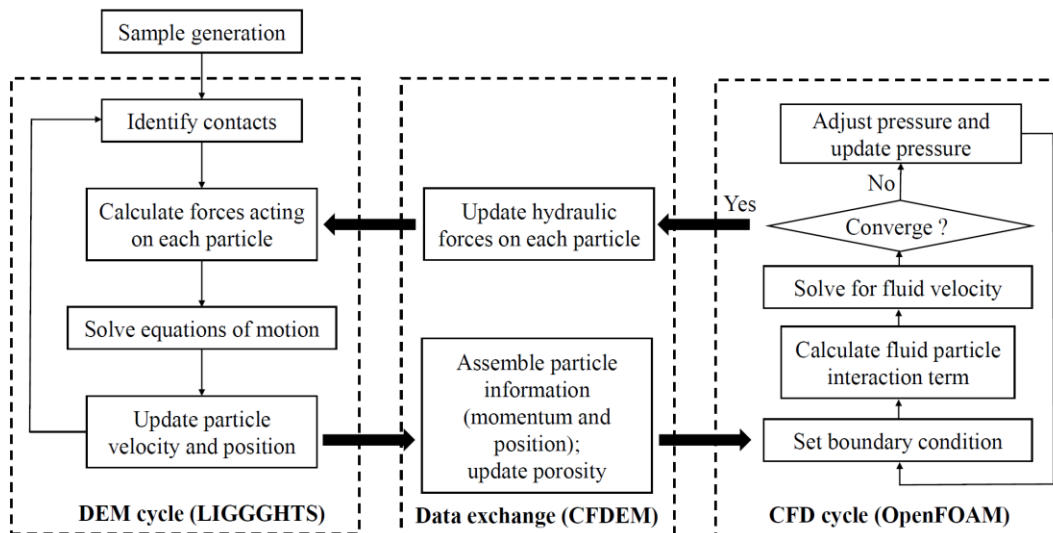 Sample generation
Identify contacts
Calculate forces acting
on each particle
Solve equations of motion
Update particle
velocity and position
DEM cycle (LIGGGHTS)
Update hydraulic
forces on each particle
Assemble particle
information
(momentum and
position);
update porosity
Data exchange (CFDEM)
Adjust pressure and
update pressure
No
Yes
Converge ?
Solve for fluid velocity
Calculate fluid particle
interaction term
Set boundary condition
CFD cycle (OpenFOAM)